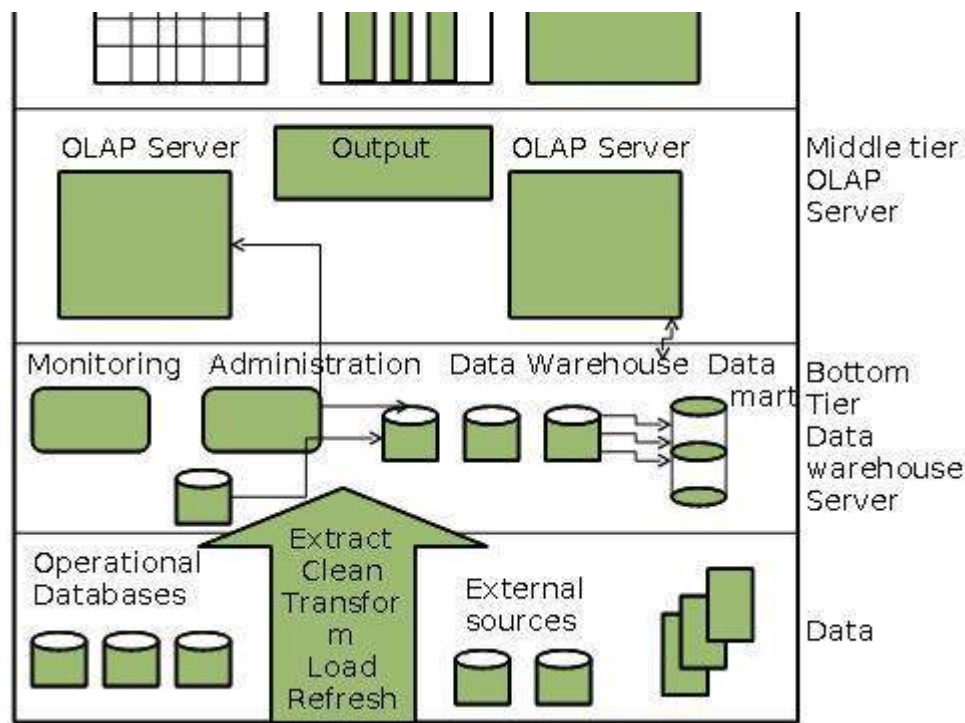 OLAP Server
Output
OLAP Server
Middle tier
OLAP
Server
Monitoring
Administration
Data Warehouse
Data
mart
Bottom
Tier
Data
warehouse
Server
Operational
Databases
Extract
Clean
Transfor
m
Load
Refresh
External
sources
Data